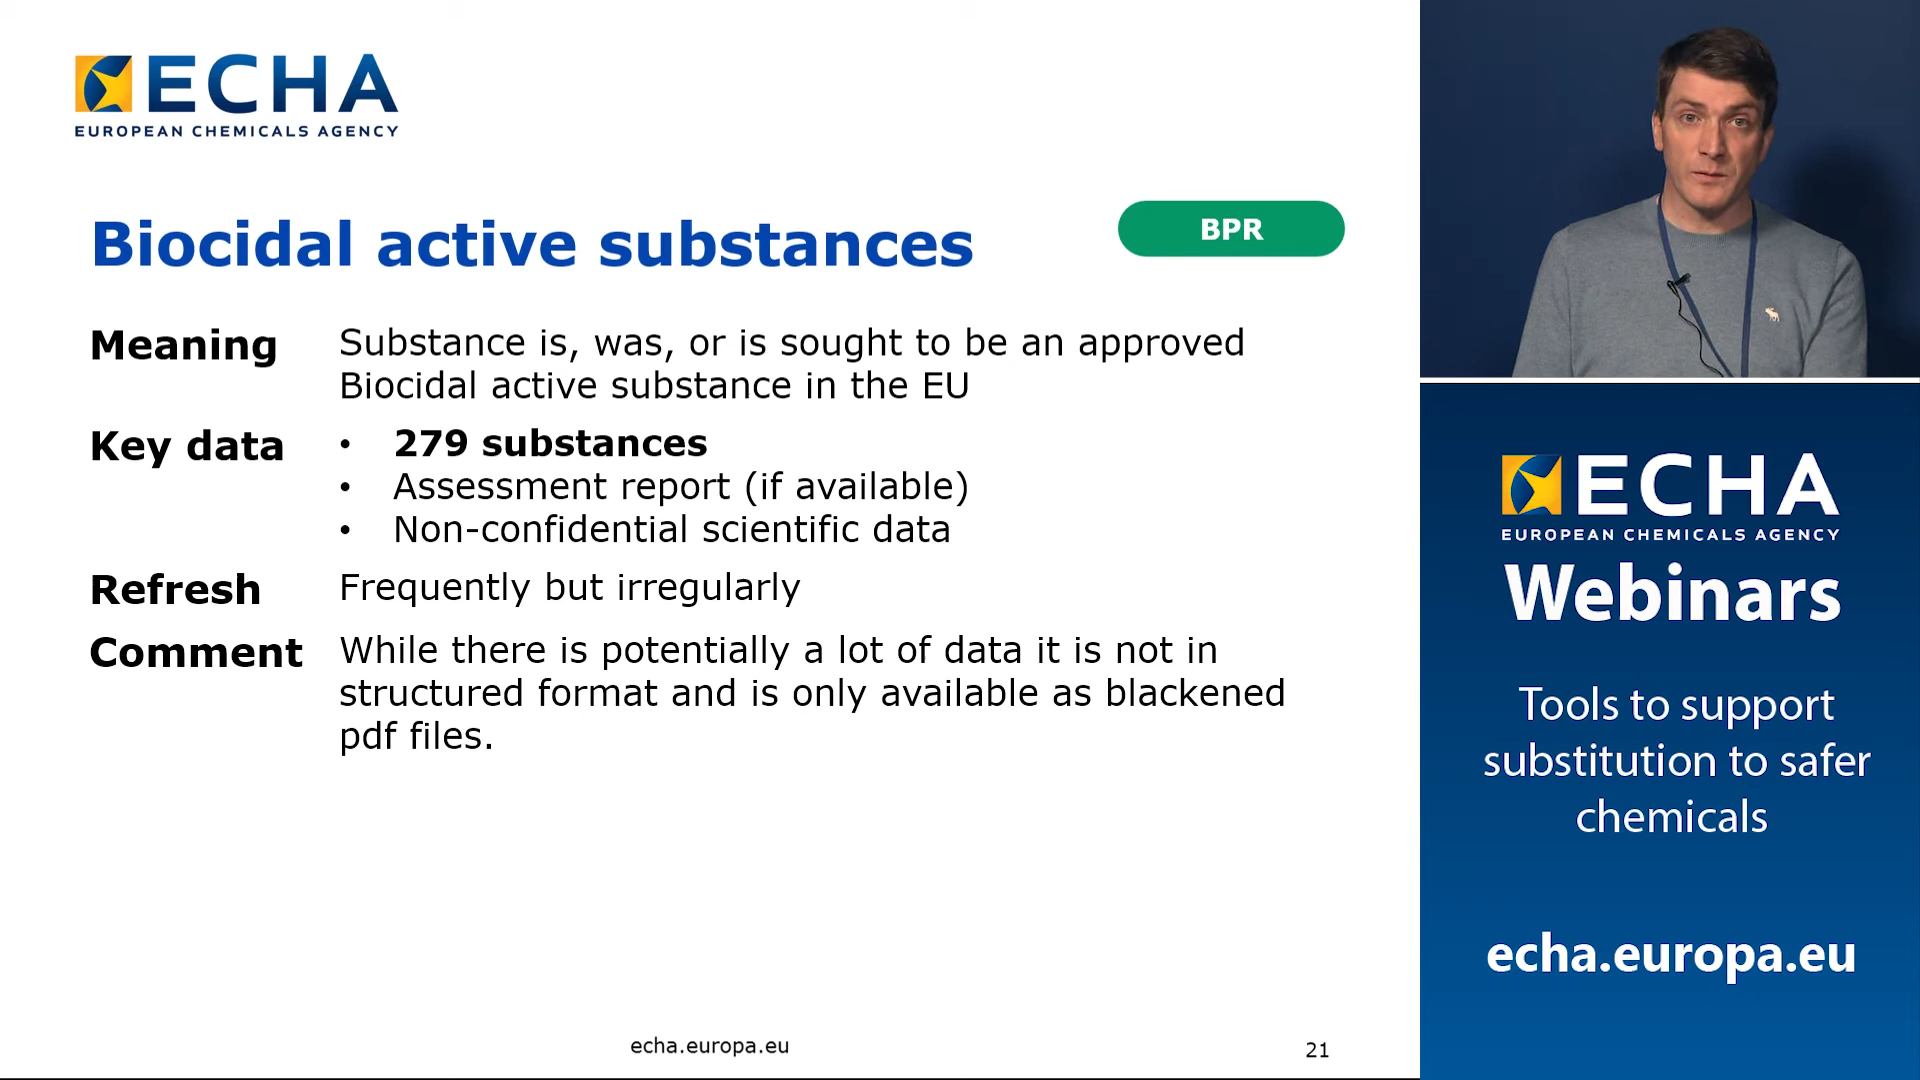 ECHA
EUROPEAN CHEMICALS AGENCY
Biocidal active substances
BPR
Meaning
Substance is, was, or is sought to be an approved
Biocidal active substance in the EU
Key data
• 279 substances
• Assessment report (if available)
• Non-confidential scientific data
Refresh
Frequently but irregularly
Comment
While there is potentially a lot of data it is not in
structured format and is only available as blackened
pdf files.
echa.europa.eu
21
ECHA
EUROPEAN CHEMICALS AGENCY
Webinars
Tools to support
substitution to safer
chemicals
echa.europa.eu